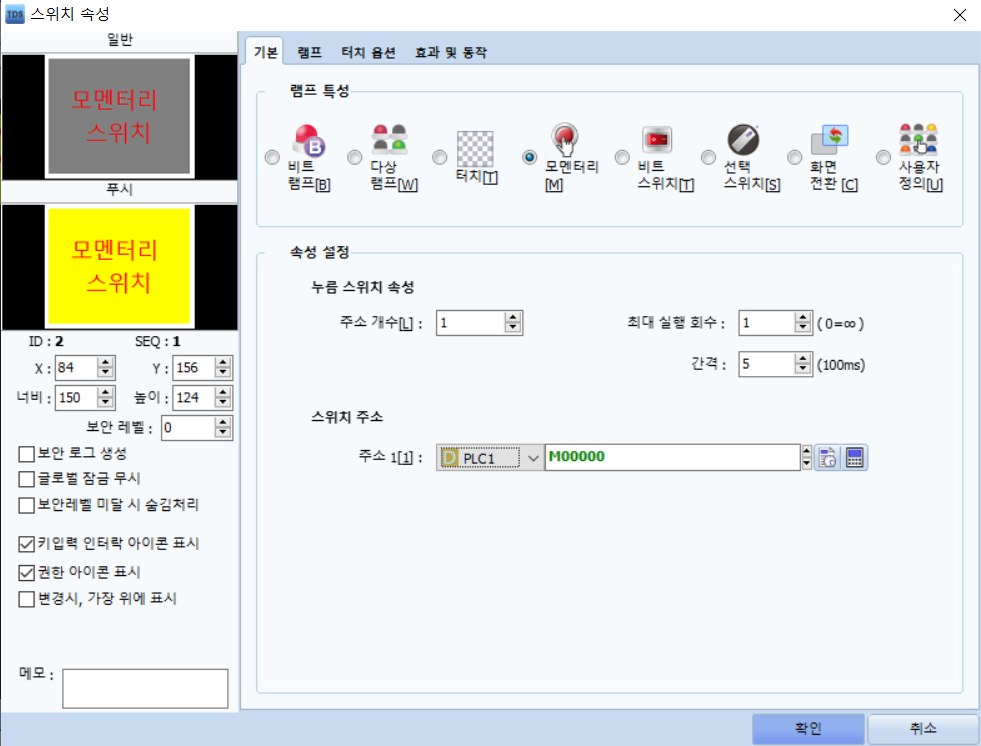 TDS 스위치 속성
일반
모멘터리
스위치
푸시
모멘터리
스위치
ID : 2 SEQ : 1
X : 84 Y : 156
너비 : 150 높이 : 124
보안 레벨 : 0
보안 로그 생성
글로벌 잠금 무시
보안레벨 미달 시 숨김처리
키입력 인터락 아이콘 표시
권한 아이콘 표시
변경시, 가장 위에 표시
메모 :
기본 램프 터치 옵션 효과 및 동작
램프 특성
비트
램프[B]
다상
램프[W]
터치[T]
모멘터리
[M]
비트
스위치[T]
선택
스위치[S]
화면
전환 [C]
사용자
정의[U]
속성 설정
누름 스위치 속성
주소 개수[L] : 1 최대 실행 회수 : 1 ( 0=∞ )
간격 : 5 (100ms)
스위치 주소
주소 1[1] : D PLC1 M00000
확인 취소